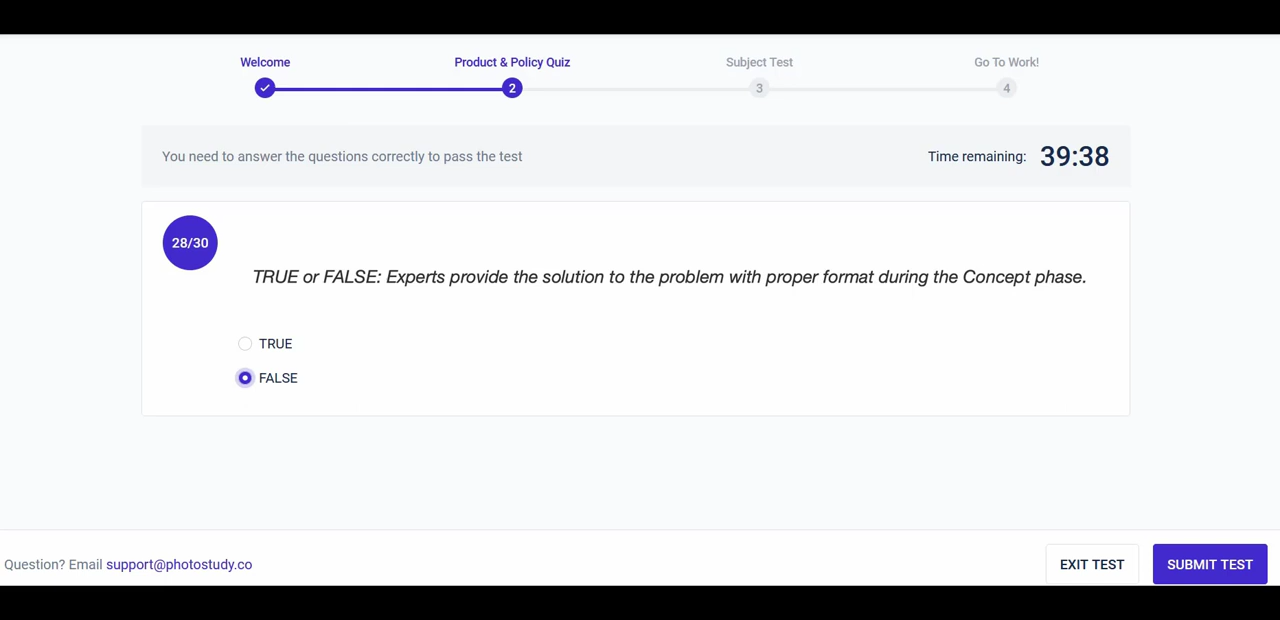 Welcome
Product & Policy Quiz
Subject Test
Go To Work!
2
3
4
You need to answer the questions correctly to pass the test
Time remaining: 39:38
28/30
TRUE or FALSE: Experts provide the solution to the problem with proper format during the Concept phase.
TRUE
FALSE
Question? Email support@photostudy.co
EXIT TEST
SUBMIT TEST